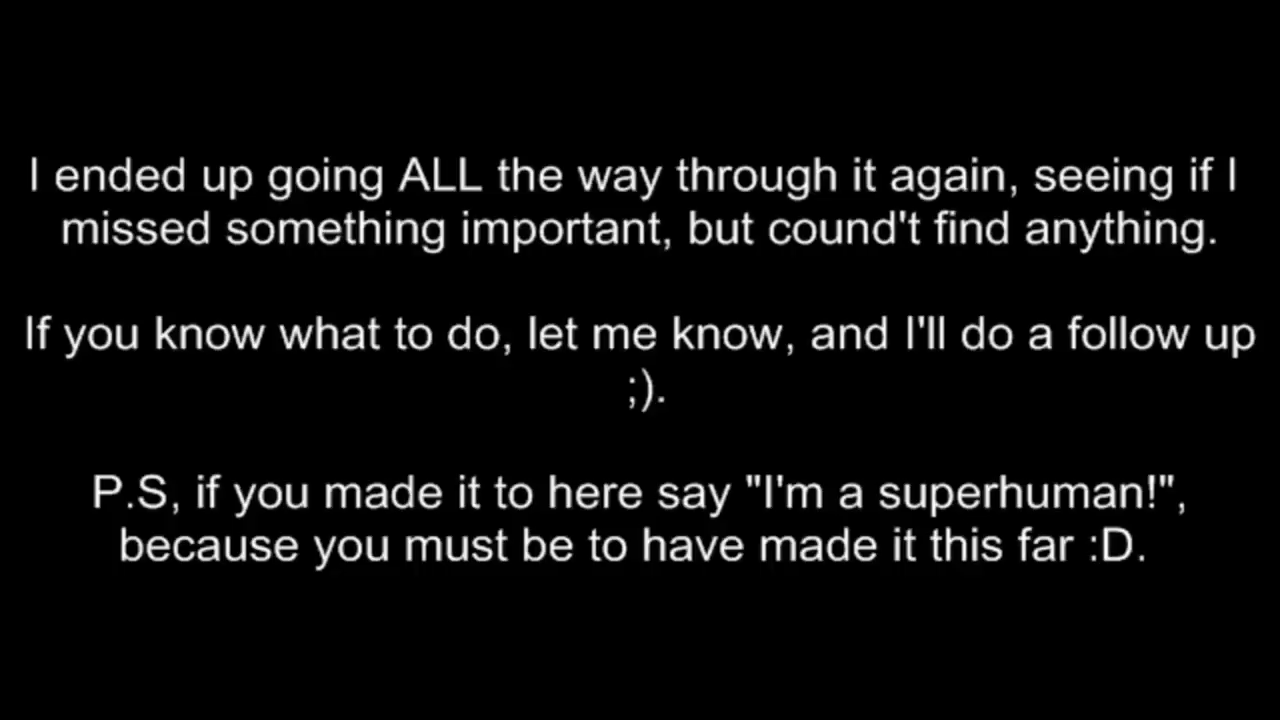 I ended up going ALL the way through it again, seeing if I
missed something important, but cound't find anything.
If you know what to do, let me know, and I'll do a follow up
;).
P.S, if you made it to here say "I'm a superhuman!",
because you must be to have made it this far :D.